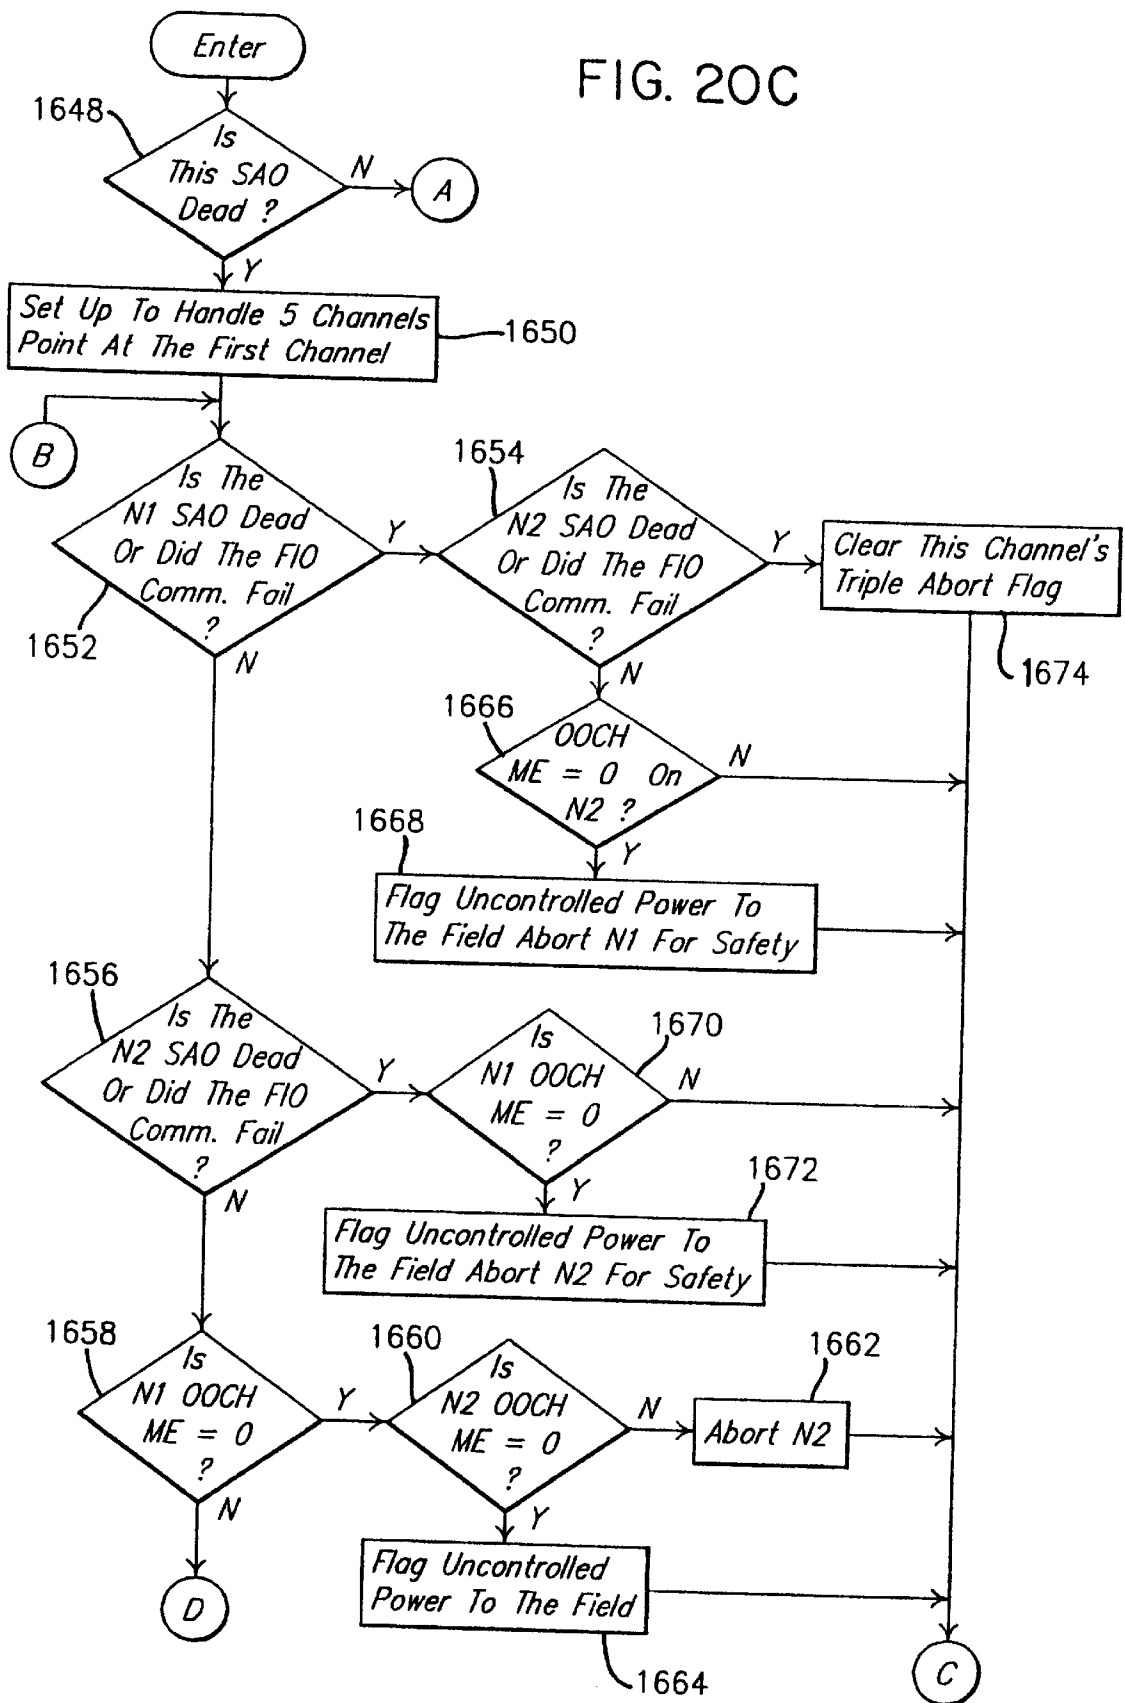 Enter
FIG. 20C
1648
Is
This SAO
Dead ?
N
A
Y
Set Up To Handle 5 Channels
Point At The First Channel
1650
B
1652
Is The
N1 SAO Dead
Or Did The FIO
Comm. Fail
?
Y
N
1654
Is The
N2 SAO Dead
Or Did The FIO
Comm. Fail
?
Y
N
Clear This Channel's
Triple Abort Flag
1674
1666
OOCH
ME = 0 On
N2 ?
N
Y
1668
Flag Uncontrolled Power To
The Field Abort N1 For Safety
1656
Is The
N2 SAO Dead
Or Did The FIO
Comm. Fail
?
Y
N
1670
Is
N1 OOCH
ME = 0
?
N
Y
1672
Flag Uncontrolled Power To
The Field Abort N2 For Safety
1658
Is
N1 OOCH
ME = 0
?
Y
N
1660
Is
N2 OOCH
ME = 0
?
N
Y
1662
Abort N2
D
Flag Uncontrolled
Power To The Field
1664
C